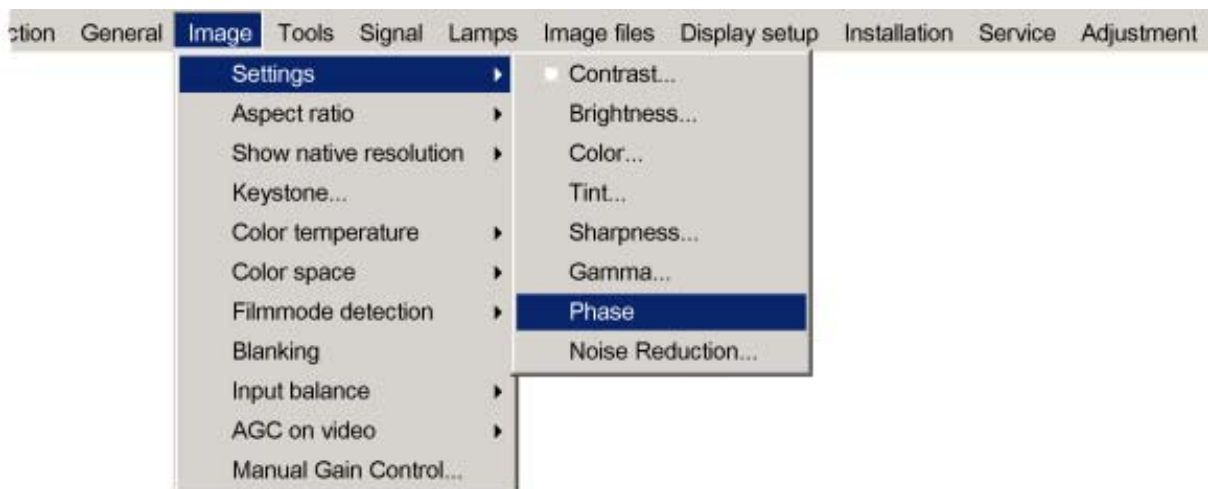 ction General Image Tools Signal Lamps Image files Display setup Installation Service Adjustment
Settings
Aspect ratio
Show native resolution
Keystone...
Color temperature
Color space
Filmmode detection
Blanking
Input balance
AGC on video
Manual Gain Control...
Contrast...
Brightness...
Color...
Tint...
Sharpness...
Gamma...
Phase
Noise Reduction...